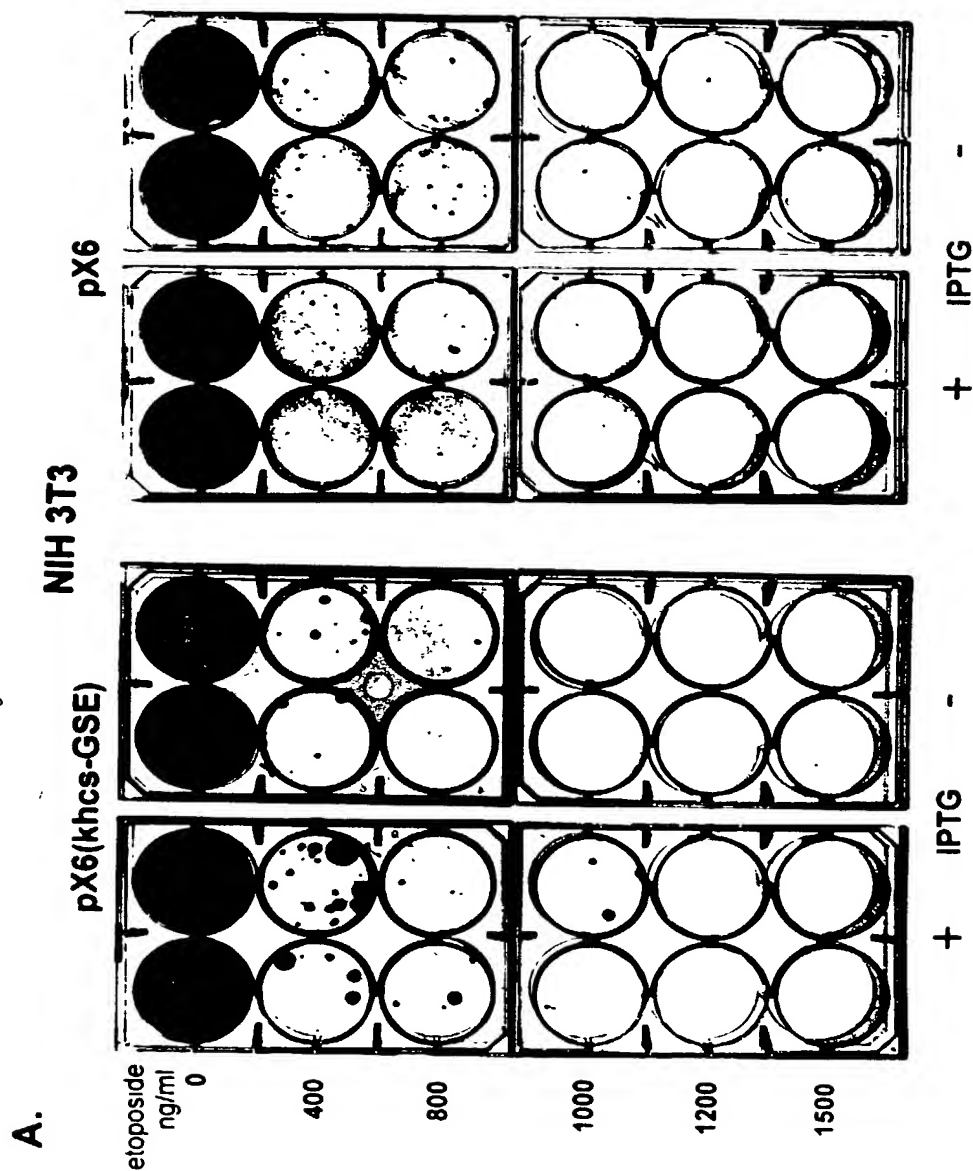 A.
NIH 3T3
pX6(khcs-GSE)
pX6
etoposide
ng/ml
0
400
800
1000
1200
1500
+ IPTG - + IPTG -